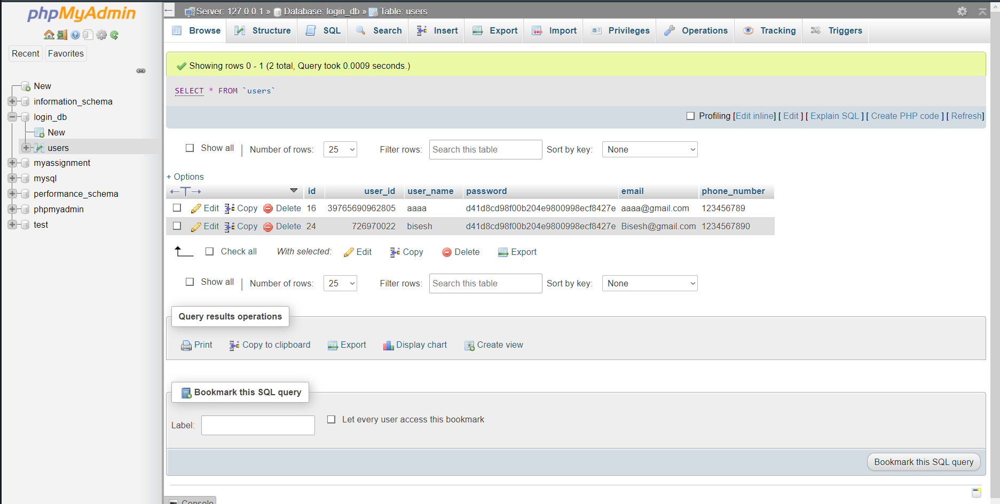 phpMyAdmin
Recent Favorites
New
information_schema
login_db
New
users
myassignment
mysql
performance_schema
phpmyadmin
test
Server: 127.0.0.1 » Database: login_db » Table: users
Browse Structure SQL Search Insert Export Import Privileges Operations Tracking Triggers
Showing rows 0 - 1 (2 total, Query took 0.0009 seconds.)
SELECT * FROM `users`
Profiling [Edit inline] [ Edit ] [ Explain SQL ] [ Create PHP code ] [ Refresh]
Show all | Number of rows: 25 Filter rows: Search this table Sort by key: None
+ Options
←T→ id user_id user_name password email phone_number
Edit Copy Delete 16 39765690962805 aaaa d41d8cd98f00b204e9800998ecf8427e aaaa@gmail.com 123456789
Edit Copy Delete 24 726970022 bisesh d41d8cd98f00b204e9800998ecf8427e Bisesh@gmail.com 1234567890
Check all With selected: Edit Copy Delete Export
Show all | Number of rows: 25 Filter rows: Search this table Sort by key: None
Query results operations
Print Copy to clipboard Export Display chart Create view
Bookmark this SQL query
Label: Let every user access this bookmark
Bookmark this SQL query
Console